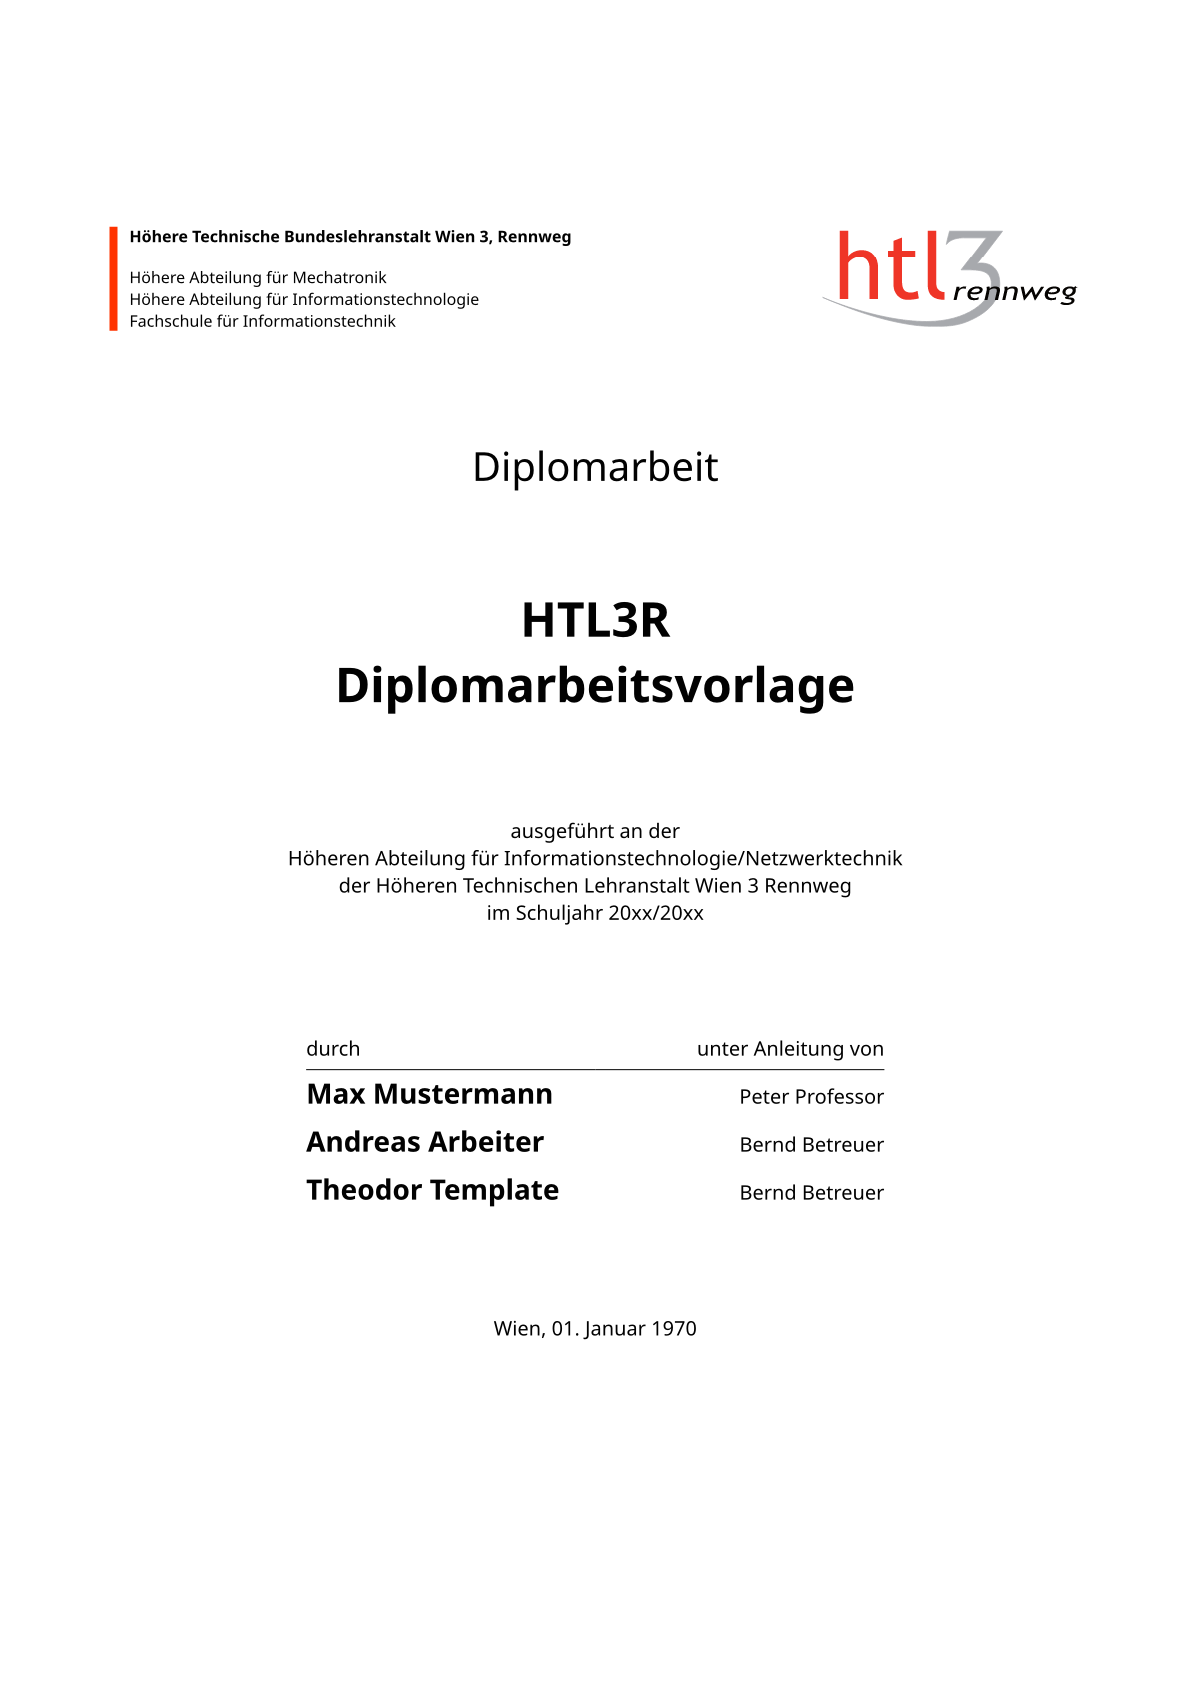 Höhere Technische Bundeslehranstalt Wien 3, Rennweg
Höhere Abteilung für Mechatronik
Höhere Abteilung für Informationstechnologie
Fachschule für Informationstechnik
htl3
rennweg
Diplomarbeit
HTL3R
Diplomarbeitsvorlage
ausgeführt an der
Höheren Abteilung für Informationstechnologie/Netzwerktechnik
der Höheren Technischen Lehranstalt Wien 3 Rennweg
im Schuljahr 20xx/20xx
durch unter Anleitung von
Max Mustermann Peter Professor
Andreas Arbeiter Bernd Betreuer
Theodor Template Bernd Betreuer
Wien, 01. Januar 1970